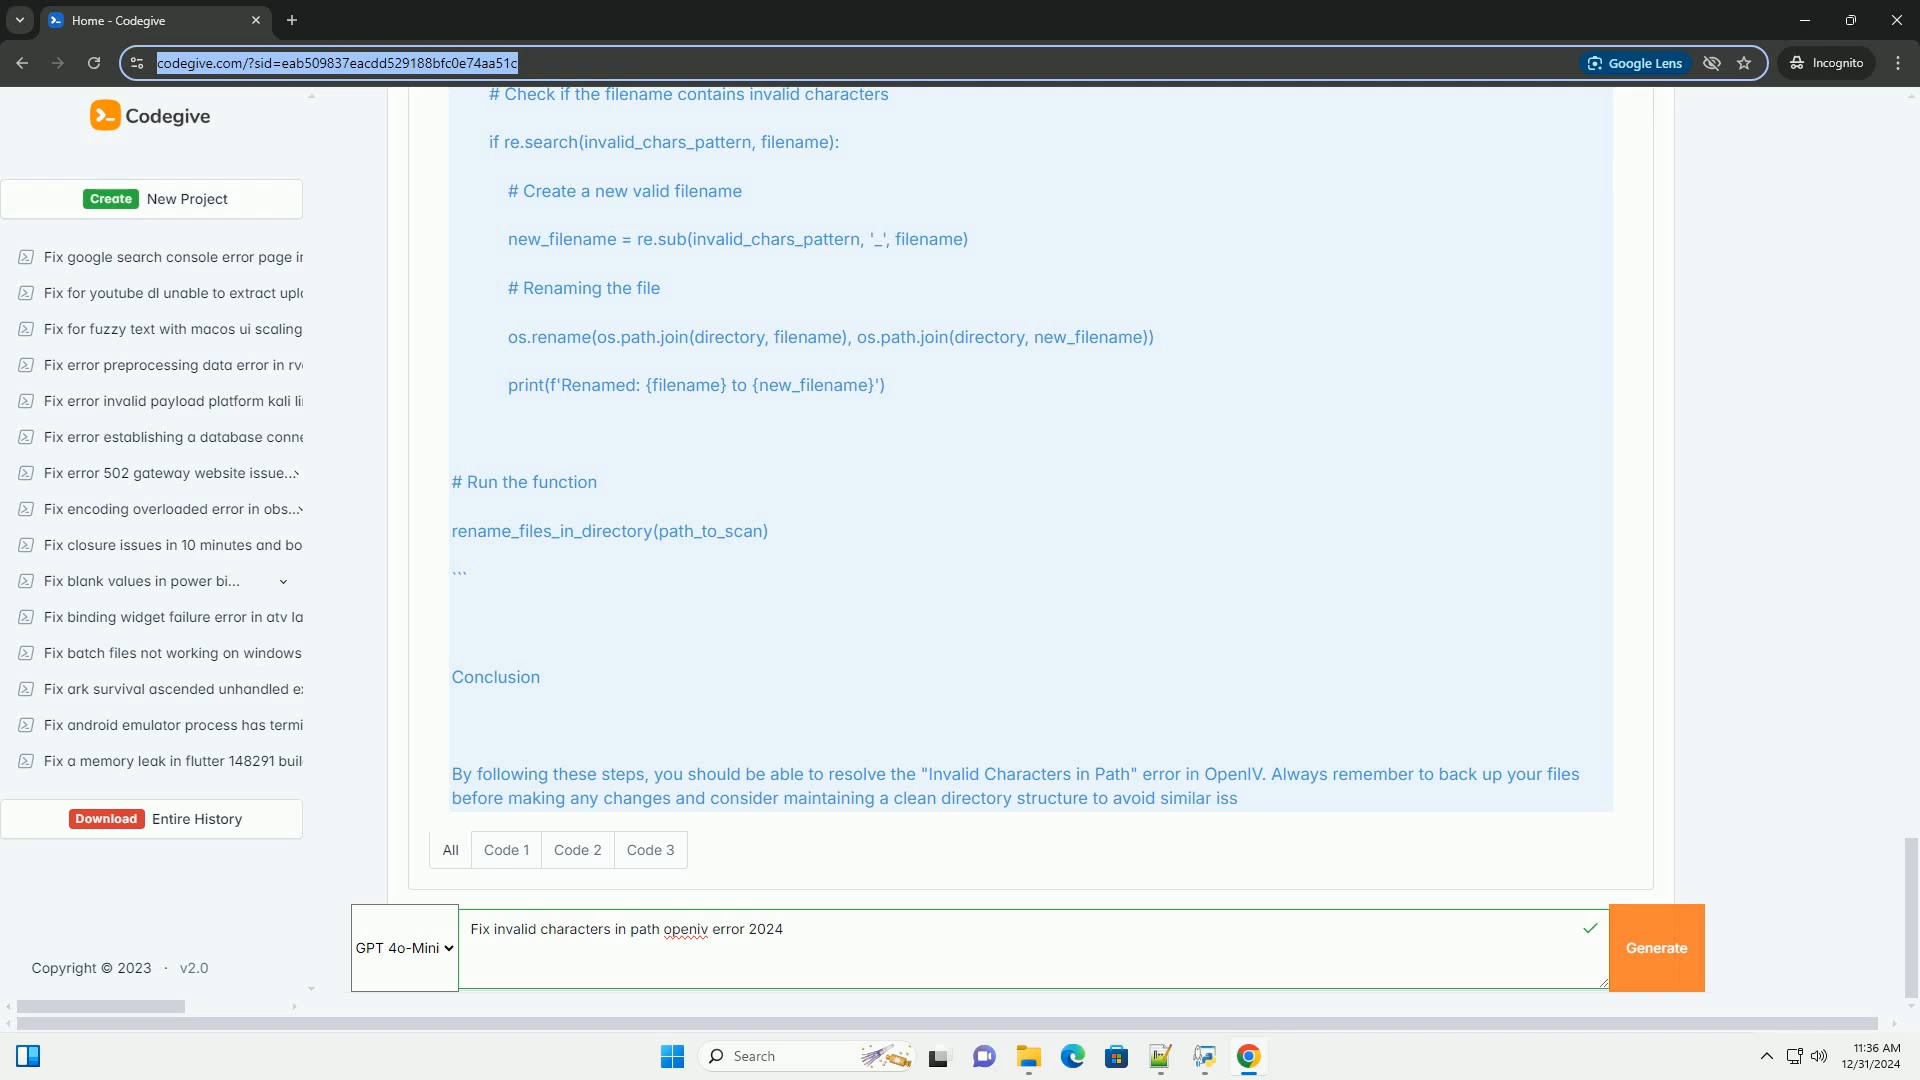 Home - Codegive
codegive.com/?sid=eab509837eacdd529188bfc0e74aa51c
Google Lens
Incognito
Codegive
Create New Project
Fix google search console error page in
Fix for youtube dl unable to extract uplo
Fix for fuzzy text with macos ui scaling
Fix error preprocessing data error in rv
Fix error invalid payload platform kali li
Fix error establishing a database conne
Fix error 502 gateway website issue...
Fix encoding overloaded error in obs...
Fix closure issues in 10 minutes and bo
Fix blank values in power bi...
Fix binding widget failure error in atv la
Fix batch files not working on windows
Fix ark survival ascended unhandled e
Fix android emulator process has termi
Fix a memory leak in flutter 148291 buil
Download Entire History
Copyright © 2023 · v2.0
# Check if the filename contains invalid characters
if re.search(invalid_chars_pattern, filename):
# Create a new valid filename
new_filename = re.sub(invalid_chars_pattern, '_', filename)
# Renaming the file
os.rename(os.path.join(directory, filename), os.path.join(directory, new_filename))
print(f'Renamed: {filename} to {new_filename}')
# Run the function
rename_files_in_directory(path_to_scan)
```
Conclusion
By following these steps, you should be able to resolve the "Invalid Characters in Path" error in OpenIV. Always remember to back up your files
before making any changes and consider maintaining a clean directory structure to avoid similar iss
All Code 1 Code 2 Code 3
GPT 4o-Mini
Fix invalid characters in path openiv error 2024
Generate
Search
11:36 AM
12/31/2024